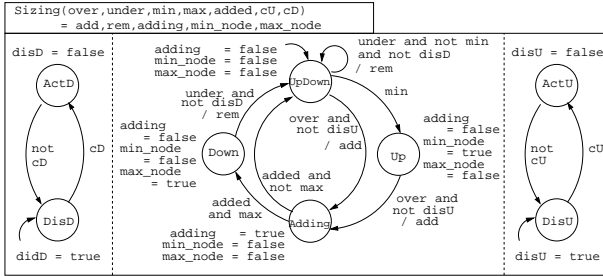 Sizing(over,under,min,max,added,cU,cD)
= add,rem,adding,min_node,max_node
disD = false
ActD
not
cD
cD
DisD
didD = true
adding = false
min_node = false
max_node = false
UpDown
under and not min
and not disD
/ rem
under and
not disD
/ rem
min
over and
not disU
/ add
adding
= false
min_node
= false
max_node
= true
Down
Up
adding
= false
min_node
= true
max_node
= false
added and
not max
added
and max
over and
not disU
/ add
Adding
adding = true
min_node = false
max_node = false
disU = false
ActU
not
cU
cU
DisU
disU = true